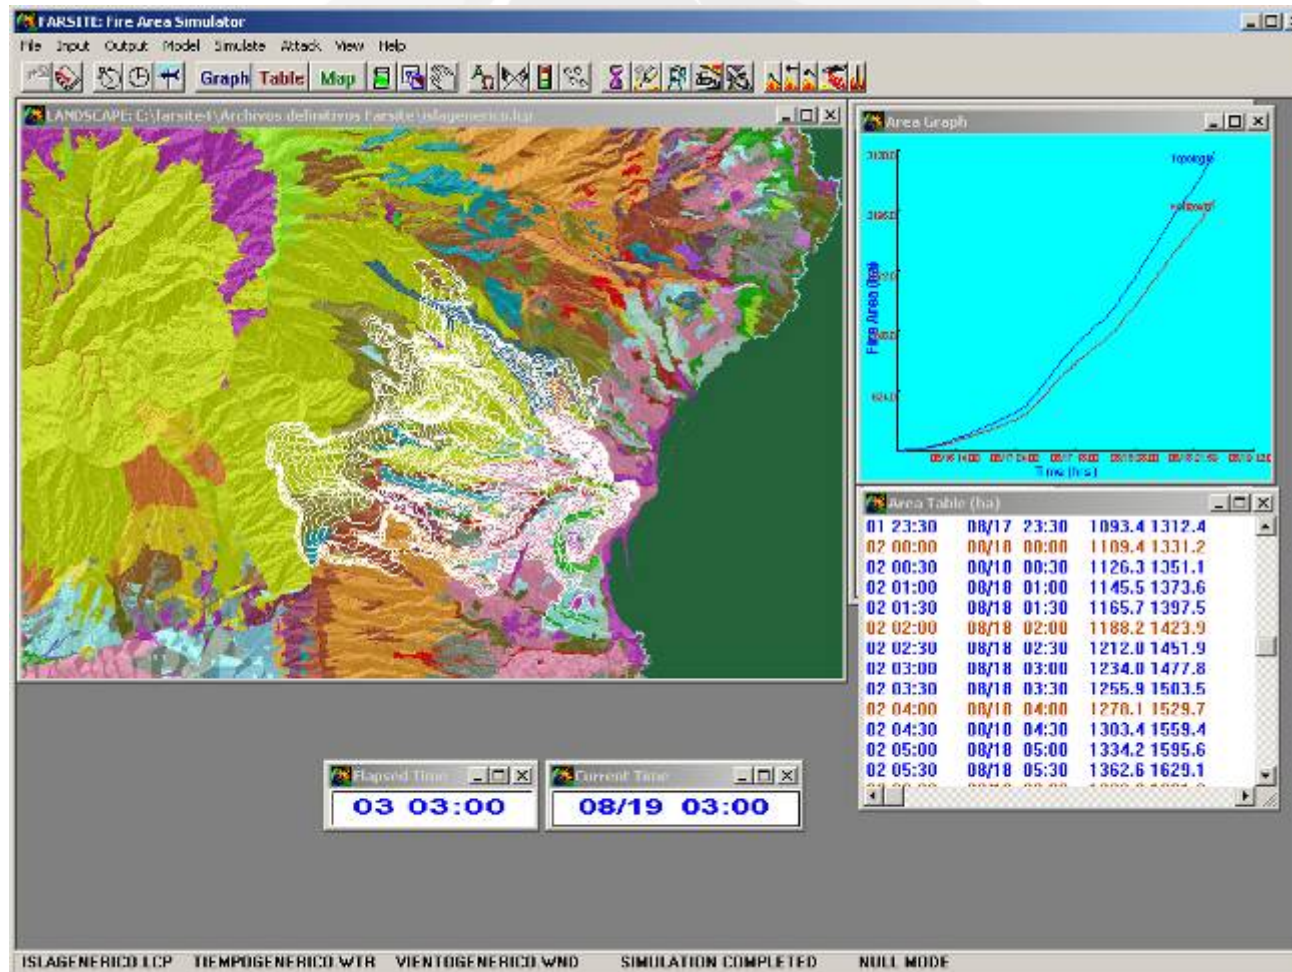 FARSITE: Fire Area Simulator
File Input Output Model Simulate Attack View Help
Graph Table Map
LANDSCAPE: C:\farsite4\Archivos definitivos Farsite\islagenerico.lcp
Area Graph
Fire Area (ha)
Time (hrs)
Area Table (ha)
01 23:30 08/17 23:30 1093.4 1312.4
02 00:00 08/18 00:00 1109.4 1331.2
02 00:30 08/18 00:30 1126.3 1351.1
02 01:00 08/18 01:00 1145.5 1373.6
02 01:30 08/18 01:30 1165.7 1397.5
02 02:00 08/18 02:00 1188.2 1423.9
02 02:30 08/18 02:30 1212.0 1451.9
02 03:00 08/18 03:00 1234.0 1477.8
02 03:30 08/18 03:30 1255.9 1503.5
02 04:00 08/18 04:00 1278.1 1529.7
02 04:30 08/18 04:30 1303.4 1559.4
02 05:00 08/18 05:00 1334.2 1595.6
02 05:30 08/18 05:30 1362.6 1629.1
Elapsed Time
03 03:00
Current Time
08/19 03:00
ISLAGENERICO.LCP TIEMPOGENERICO.WTR VIENTOGENERICO.WND SIMULATION COMPLETED NULL MODE